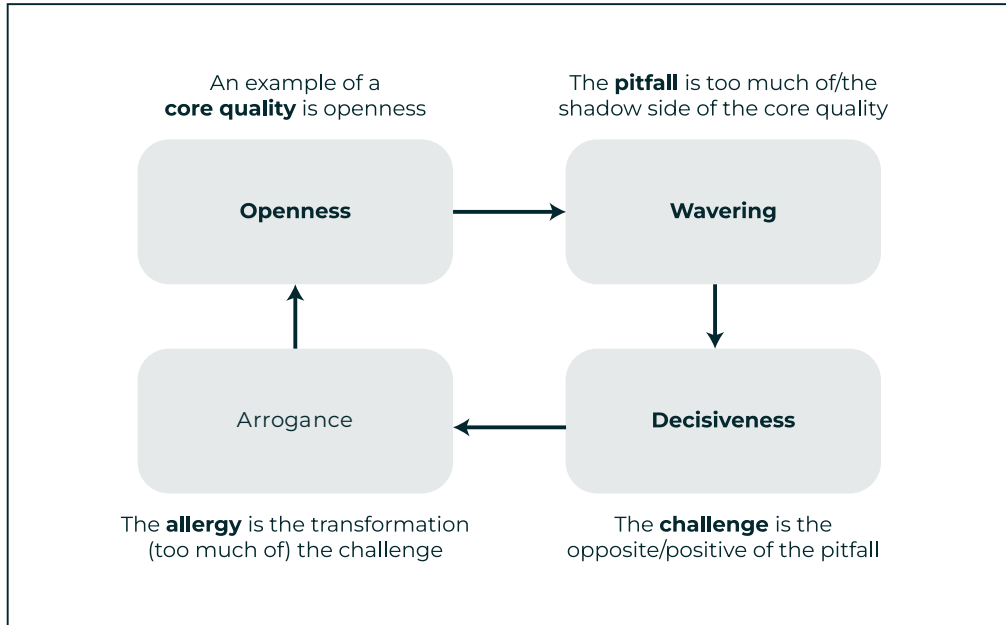 An example of a
core quality is openness
The pitfall is too much of/the
shadow side of the core quality
Openness
Wavering
Arrogance
Decisiveness
The allergy is the transformation
(too much of) the challenge
The challenge is the
opposite/positive of the pitfall